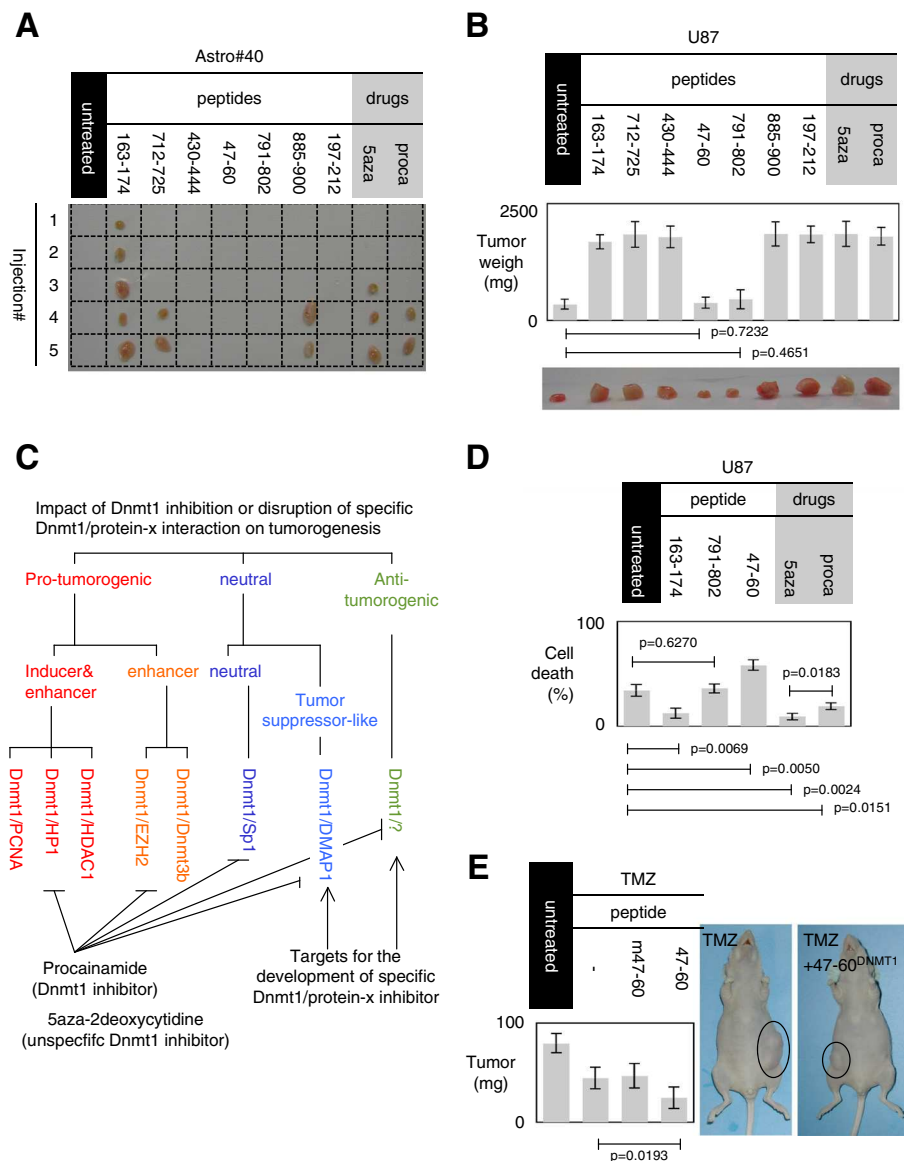 A
Astro#40
untreated
peptides
drugs
163-174
712-725
430-444
47-60
791-802
885-900
197-212
5aza
proca
Injection#
1
2
3
4
5
B
U87
untreated
peptides
drugs
163-174
712-725
430-444
47-60
791-802
885-900
197-212
5aza
proca
2500
Tumor
weigh
(mg)
0
p=0.7232
p=0.4651
C
Impact of Dnmt1 inhibition or disruption of specific
Dnmt1/protein-x interaction on tumorogenesis
Pro-tumorogenic
neutral
Anti-
tumorogenic
Inducer&
enhancer
enhancer
neutral
Tumor
suppressor-like
Dnmt1/PCNA
Dnmt1/HP1
Dnmt1/HDAC1
Dnmt1/EZH2
Dnmt1/Dnmt3b
Dnmt1/Sp1
Dnmt1/DMAP1
Dnmt1/?
Procainamide
(Dnmt1 inhibitor)
5aza-2deoxycytidine
(unspecififc Dnmt1 inhibitor)
Targets for the
development of specific
Dnmt1/protein-x inhibitor
D
U87
untreated
peptide
drugs
163-174
791-802
47-60
5aza
proca
100
Cell
death
(%)
0
p=0.6270
p=0.0183
p=0.0069
p=0.0050
p=0.0024
p=0.0151
E
untreated
TMZ
peptide
-
m47-60
47-60
100
Tumor
(mg)
0
p=0.0193
TMZ
TMZ
+47-60DNMT1